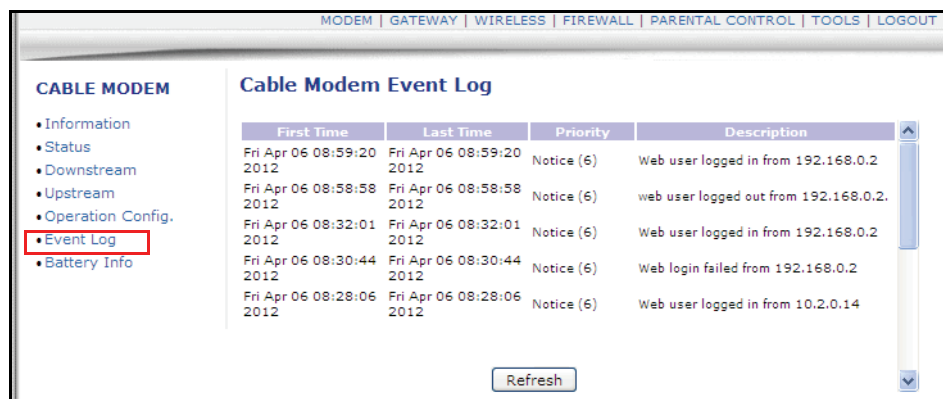 MODEM | GATEWAY | WIRELESS | FIREWALL | PARENTAL CONTROL | TOOLS | LOGOUT
CABLE MODEM
• Information
• Status
• Downstream
• Upstream
• Operation Config.
• Event Log
• Battery Info
Cable Modem Event Log
First Time Last Time Priority Description
Fri Apr 06 08:59:20 2012 Fri Apr 06 08:59:20 2012 Notice (6) Web user logged in from 192.168.0.2
Fri Apr 06 08:58:58 2012 Fri Apr 06 08:58:58 2012 Notice (6) web user logged out from 192.168.0.2.
Fri Apr 06 08:32:01 2012 Fri Apr 06 08:32:01 2012 Notice (6) Web user logged in from 192.168.0.2
Fri Apr 06 08:30:44 2012 Fri Apr 06 08:30:44 2012 Notice (6) Web login failed from 192.168.0.2
Fri Apr 06 08:28:06 2012 Fri Apr 06 08:28:06 2012 Notice (6) Web user logged in from 10.2.0.14
Refresh